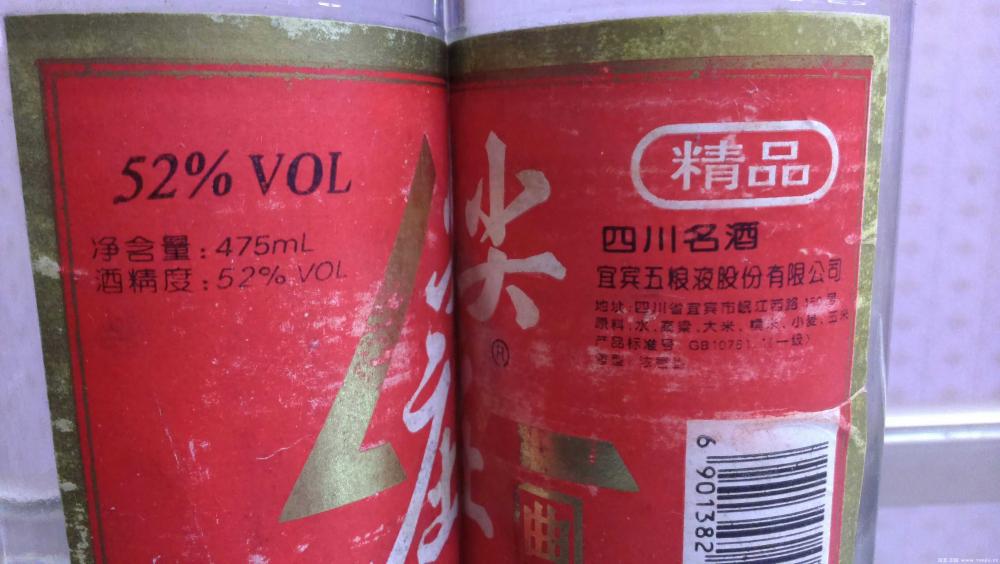 52% VOL
净含量：475mL
酒精度：52% VOL
尖
庄
®
曲
精品
四川名酒
宜宾五粮液股份有限公司
地址：四川省宜宾市岷江西路150号
原料：水、高粱、大米、糯米、小麦、玉米
产品标准号：GB10781.1(一级)
香型：浓香型
6 901382